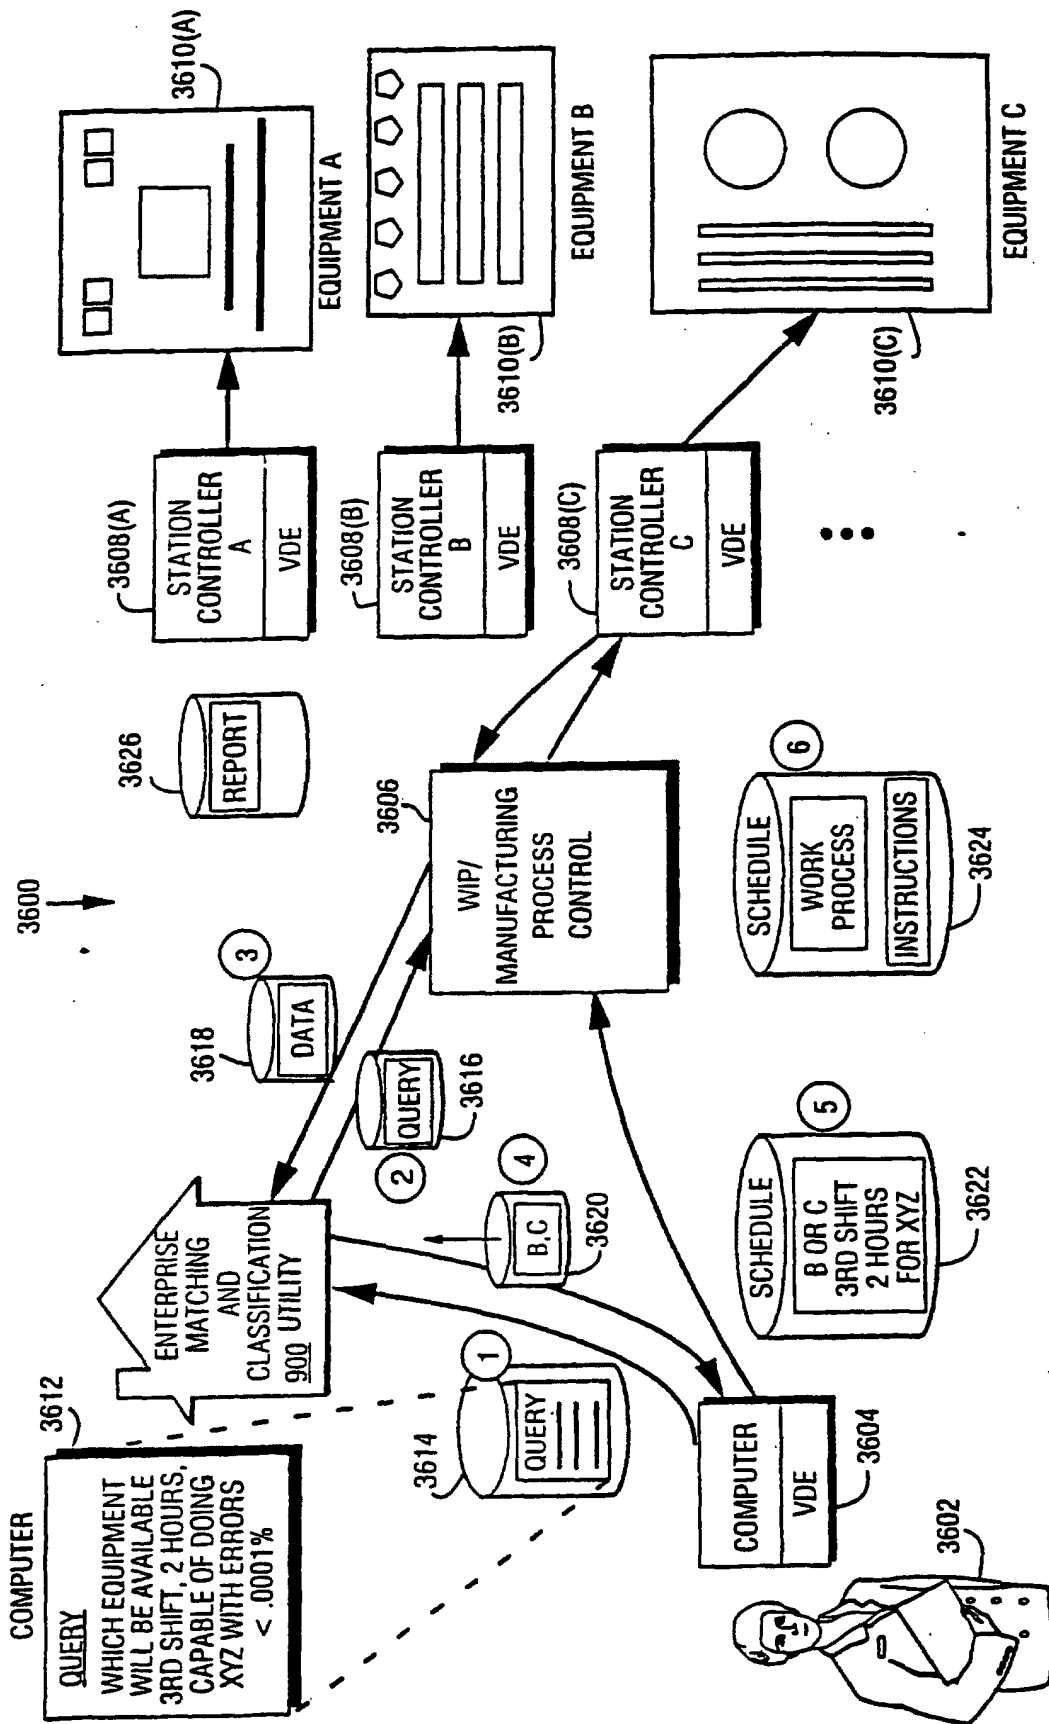 COMPUTER
3612
QUERY
WHICH EQUIPMENT
WILL BE AVAILABLE
3RD SHIFT, 2 HOURS,
CAPABLE OF DOING
XYZ WITH ERRORS
< .0001%
3600
ENTERPRISE
MATCHING
AND
CLASSIFICATION
900 UTILITY
3614
QUERY
1
COMPUTER
VDE
3604
3602
3618
DATA
3
QUERY
2
3616
4
B,C
3620
3626
REPORT
3606
WIP/
MANUFACTURING
PROCESS
CONTROL
SCHEDULE
5
B OR C
3RD SHIFT
2 HOURS
FOR XYZ
3622
SCHEDULE
6
WORK
PROCESS
INSTRUCTIONS
3624
3608(A)
STATION
CONTROLLER
A
VDE
3608(B)
STATION
CONTROLLER
B
VDE
3608(C)
STATION
CONTROLLER
C
VDE
3610(A)
EQUIPMENT A
3610(B)
EQUIPMENT B
3610(C)
EQUIPMENT C